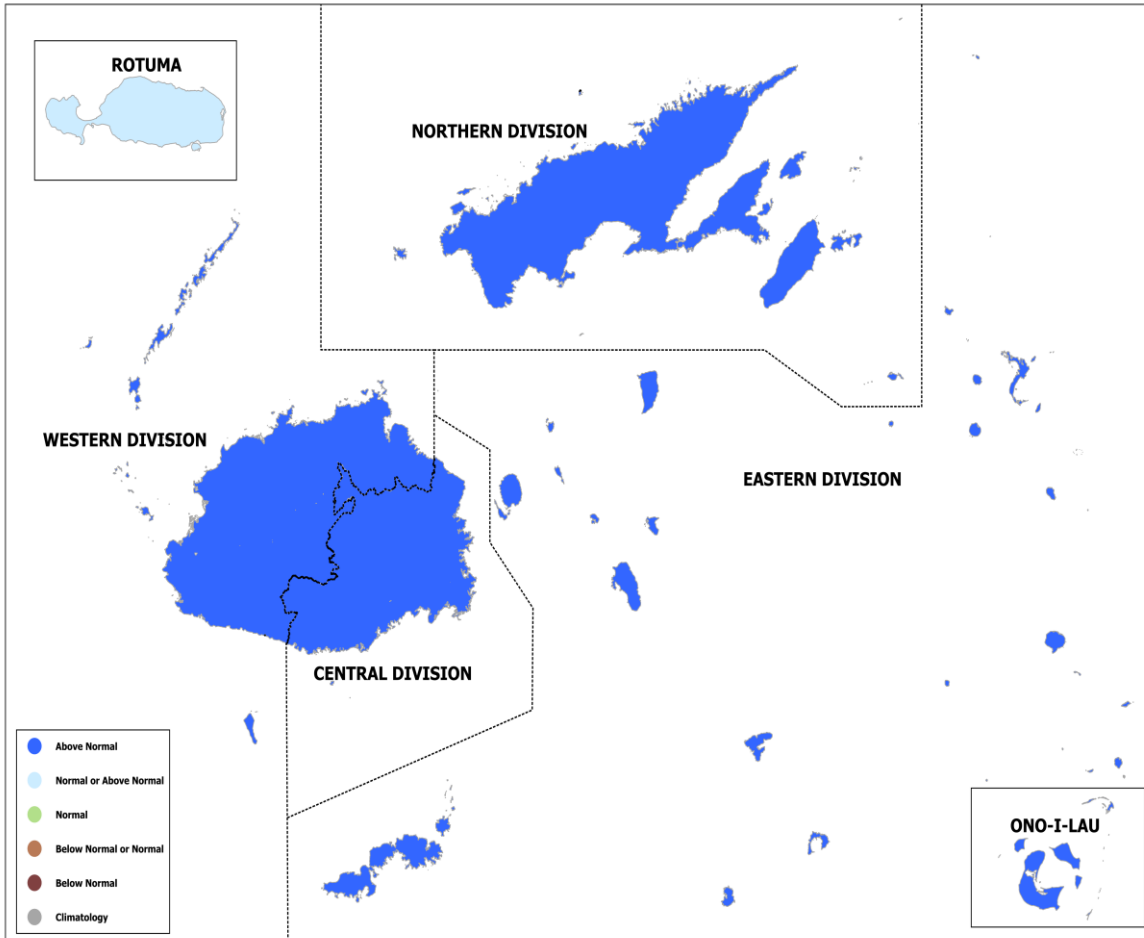 ROTUMA
NORTHERN DIVISION
WESTERN DIVISION
EASTERN DIVISION
CENTRAL DIVISION
Above Normal
Normal or Above Normal
Normal
Below Normal or Normal
Below Normal
Climatology
ONO-I-LAU